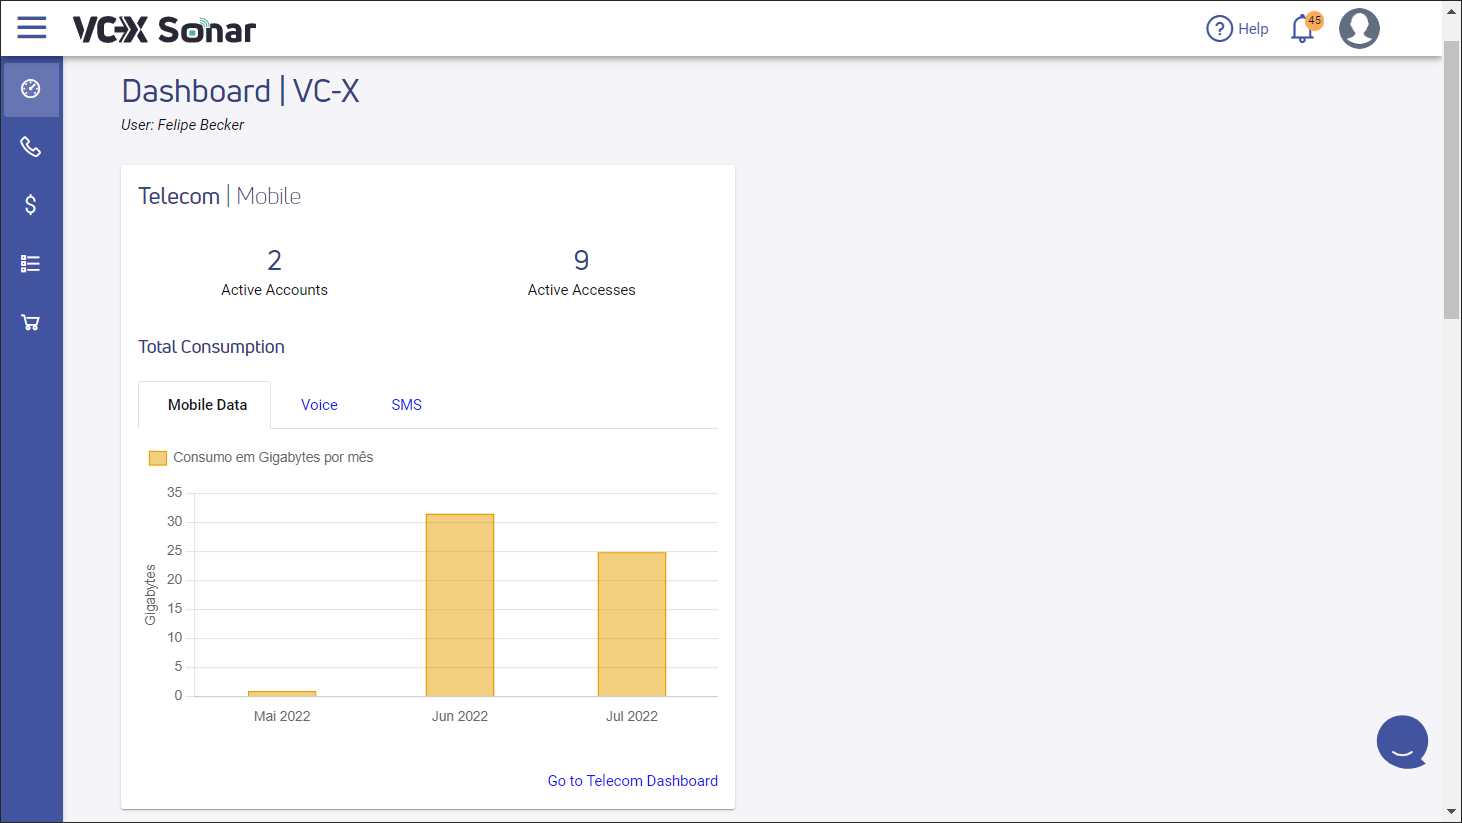 VC-X Sonar
Help
45
Dashboard | VC-X
User: Felipe Becker
Telecom | Mobile
2
Active Accounts
9
Active Accesses
Total Consumption
Mobile Data
Voice
SMS
Consumo em Gigabytes por mês
Gigabytes
35
30
25
20
15
10
5
0
Mai 2022
Jun 2022
Jul 2022
Go to Telecom Dashboard